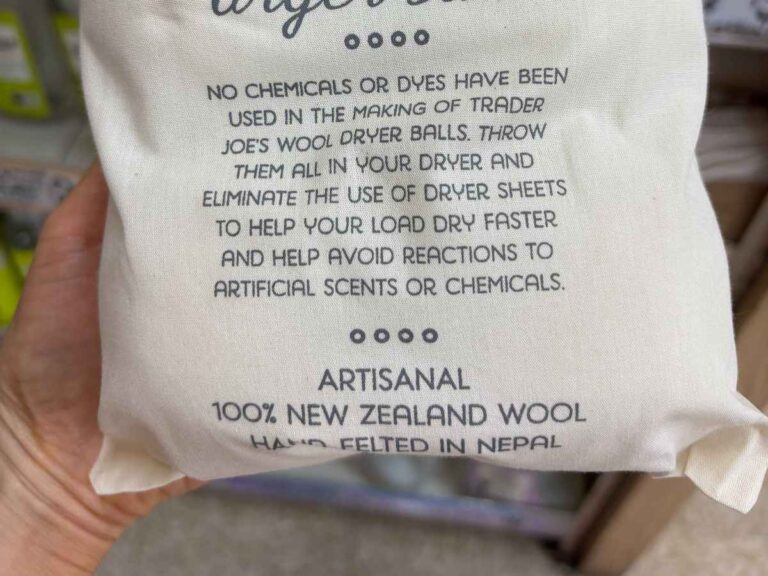 NO CHEMICALS OR DYES HAVE BEEN
USED IN THE MAKING OF TRADER
JOE'S WOOL DRYER BALLS. THROW
THEM ALL IN YOUR DRYER AND
ELIMINATE THE USE OF DRYER SHEETS
TO HELP YOUR LOAD DRY FASTER
AND HELP AVOID REACTIONS TO
ARTIFICIAL SCENTS OR CHEMICALS.
ARTISANAL
100% NEW ZEALAND WOOL
HAND FELTED IN NEPAL